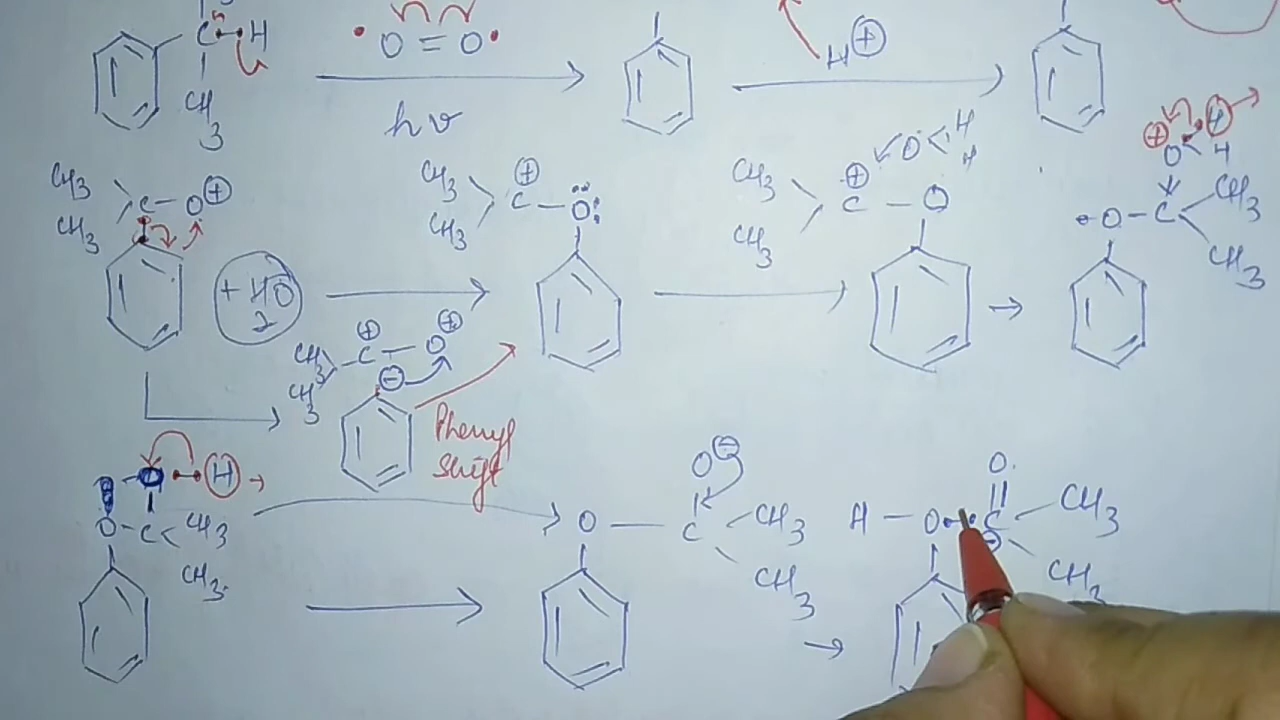 C H
CH3
O = O
hν
H⊕
CH3
CH3
C – O⊕
+ H2O
CH3
CH3
⊕
C – O:
CH3
CH3
⊕
C – O
O H
H
⊕
H
O H
O – C CH3
CH3
CH3
CH3
⊕
C – O⊕
⊖
Phenyl
shift
O H
O – C CH3
CH3
O⊖
O — C CH3
CH3
O
H – O C CH3
⊖
CH3